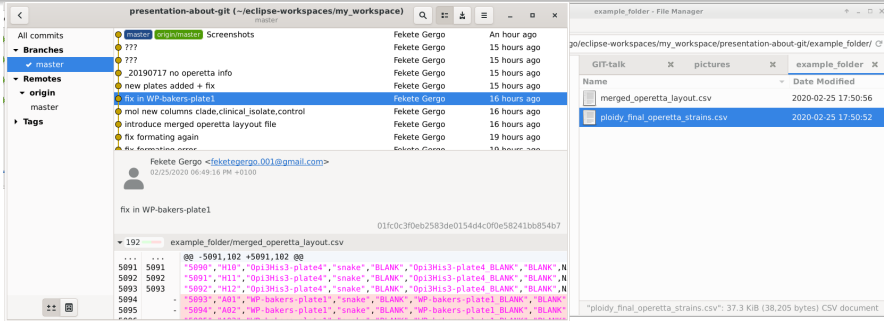 presentation-about-git (~/eclipse-workspaces/my_workspace)
master
All commits
Branches
master
Remotes
origin
master
Tags
master origin/master Screenshots Fekete Gergo An hour ago
??? Fekete Gergo 15 hours ago
??? Fekete Gergo 15 hours ago
_20190717 no operetta info Fekete Gergo 15 hours ago
new plates added + fix Fekete Gergo 15 hours ago
fix in WP-bakers-plate1 Fekete Gergo 16 hours ago
mol new columns clade,clinical_isolate,control Fekete Gergo 16 hours ago
introduce merged operetta layyout file Fekete Gergo 16 hours ago
fix formating again Fekete Gergo 19 hours ago
fix formating error Fekete Gergo 19 hours ago
Fekete Gergo <feketegergo.001@gmail.com>
02/25/2020 06:49:16 PM +0100
fix in WP-bakers-plate1
01fc0c3f0eb2583de0154d4c0f0e58241bb854b7
192 example_folder/merged_operetta_layout.csv
... ... @@ -5091,102 +5091,102 @@
5091 5091 "5090","H10","Opi3His3-plate4","snake","BLANK","Opi3His3-plate4_BLANK","BLANK",N
5092 5092 "5091","H11","Opi3His3-plate4","snake","BLANK","Opi3His3-plate4_BLANK","BLANK",N
5093 5093 "5092","H12","Opi3His3-plate4","snake","BLANK","Opi3His3-plate4_BLANK","BLANK",N
5094 - "5093","A01","WP-bakers-plate1","snake","BLANK","WP-bakers-plate1_BLANK","BLANK"
5095 - "5094","A02","WP-bakers-plate1","snake","BLANK","WP-bakers-plate1_BLANK","BLANK"
example_folder - File Manager
go/eclipse-workspaces/my_workspace/presentation-about-git/example_folder/
GIT-talk
pictures
example_folder
Name Date Modified
merged_operetta_layout.csv 2020-02-25 17:50:56
ploidy_final_operetta_strains.csv 2020-02-25 17:50:52
"ploidy_final_operetta_strains.csv": 37.3 KiB (38,205 bytes) CSV document